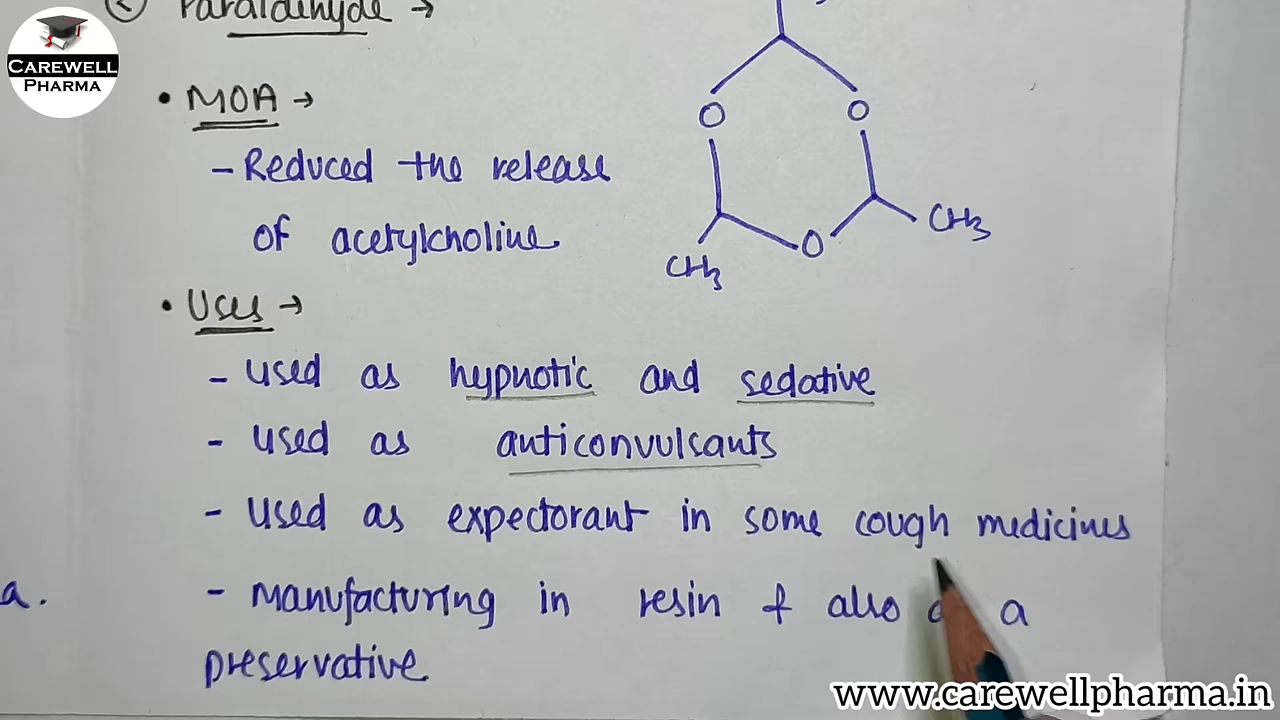 Paraldehyde →
CAREWELL
PHARMA
• MOA →
O
O
- Reduced the release
of acetylcholine
CH3
O
CH3
• Uses →
- used as hypnotic and sedative
- used as anticonvulsants
- used as expectorant in some cough medicines
a.
- Manufacturing in resin & also a
preservative
www.carewellpharma.in